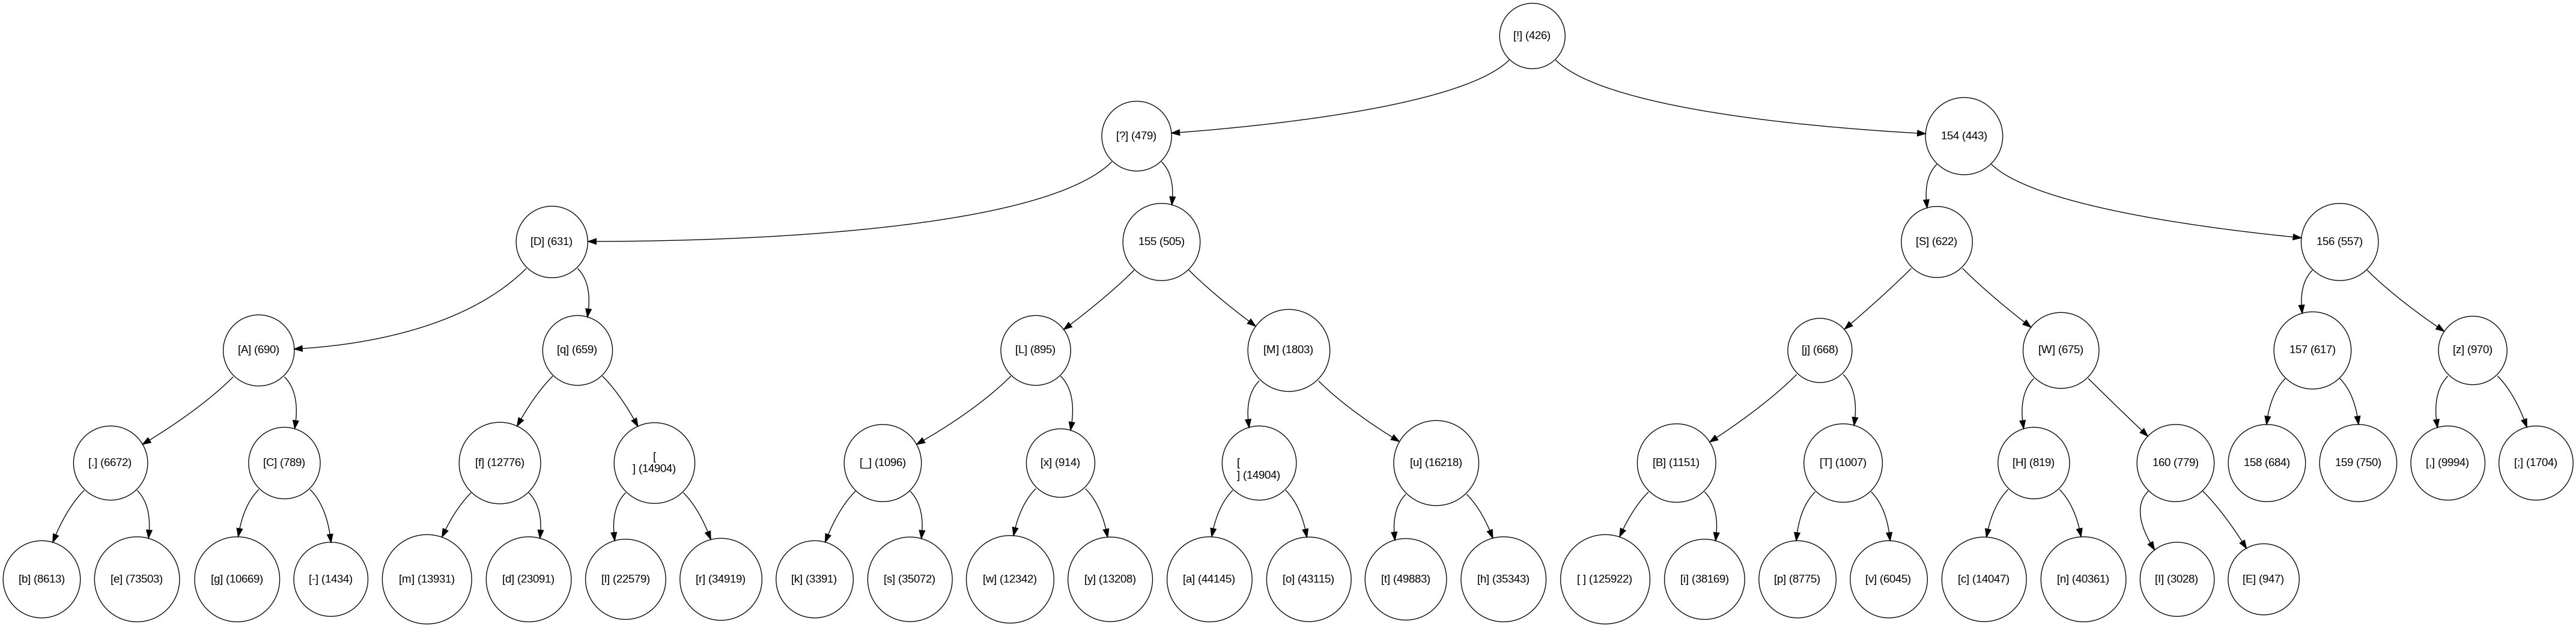 [!] (426)
[?] (479)
154 (443)
[D] (631)
155 (505)
[S] (622)
156 (557)
[A] (690)
[q] (659)
[L] (895)
[M] (1803)
[j] (668)
[W] (675)
157 (617)
[z] (970)
[.] (6672)
[C] (789)
[f] (12776)
[
] (14904)
[_] (1096)
[x] (914)
[
] (14904)
[u] (16218)
[B] (1151)
[T] (1007)
[H] (819)
160 (779)
158 (684)
159 (750)
[,] (9994)
[;] (1704)
[b] (8613)
[e] (73503)
[g] (10669)
[-] (1434)
[m] (13931)
[d] (23091)
[l] (22579)
[r] (34919)
[k] (3391)
[s] (35072)
[w] (12342)
[y] (13208)
[a] (44145)
[o] (43115)
[t] (49883)
[h] (35343)
[ ] (125922)
[i] (38169)
[p] (8775)
[v] (6045)
[c] (14047)
[n] (40361)
[I] (3028)
[E] (947)